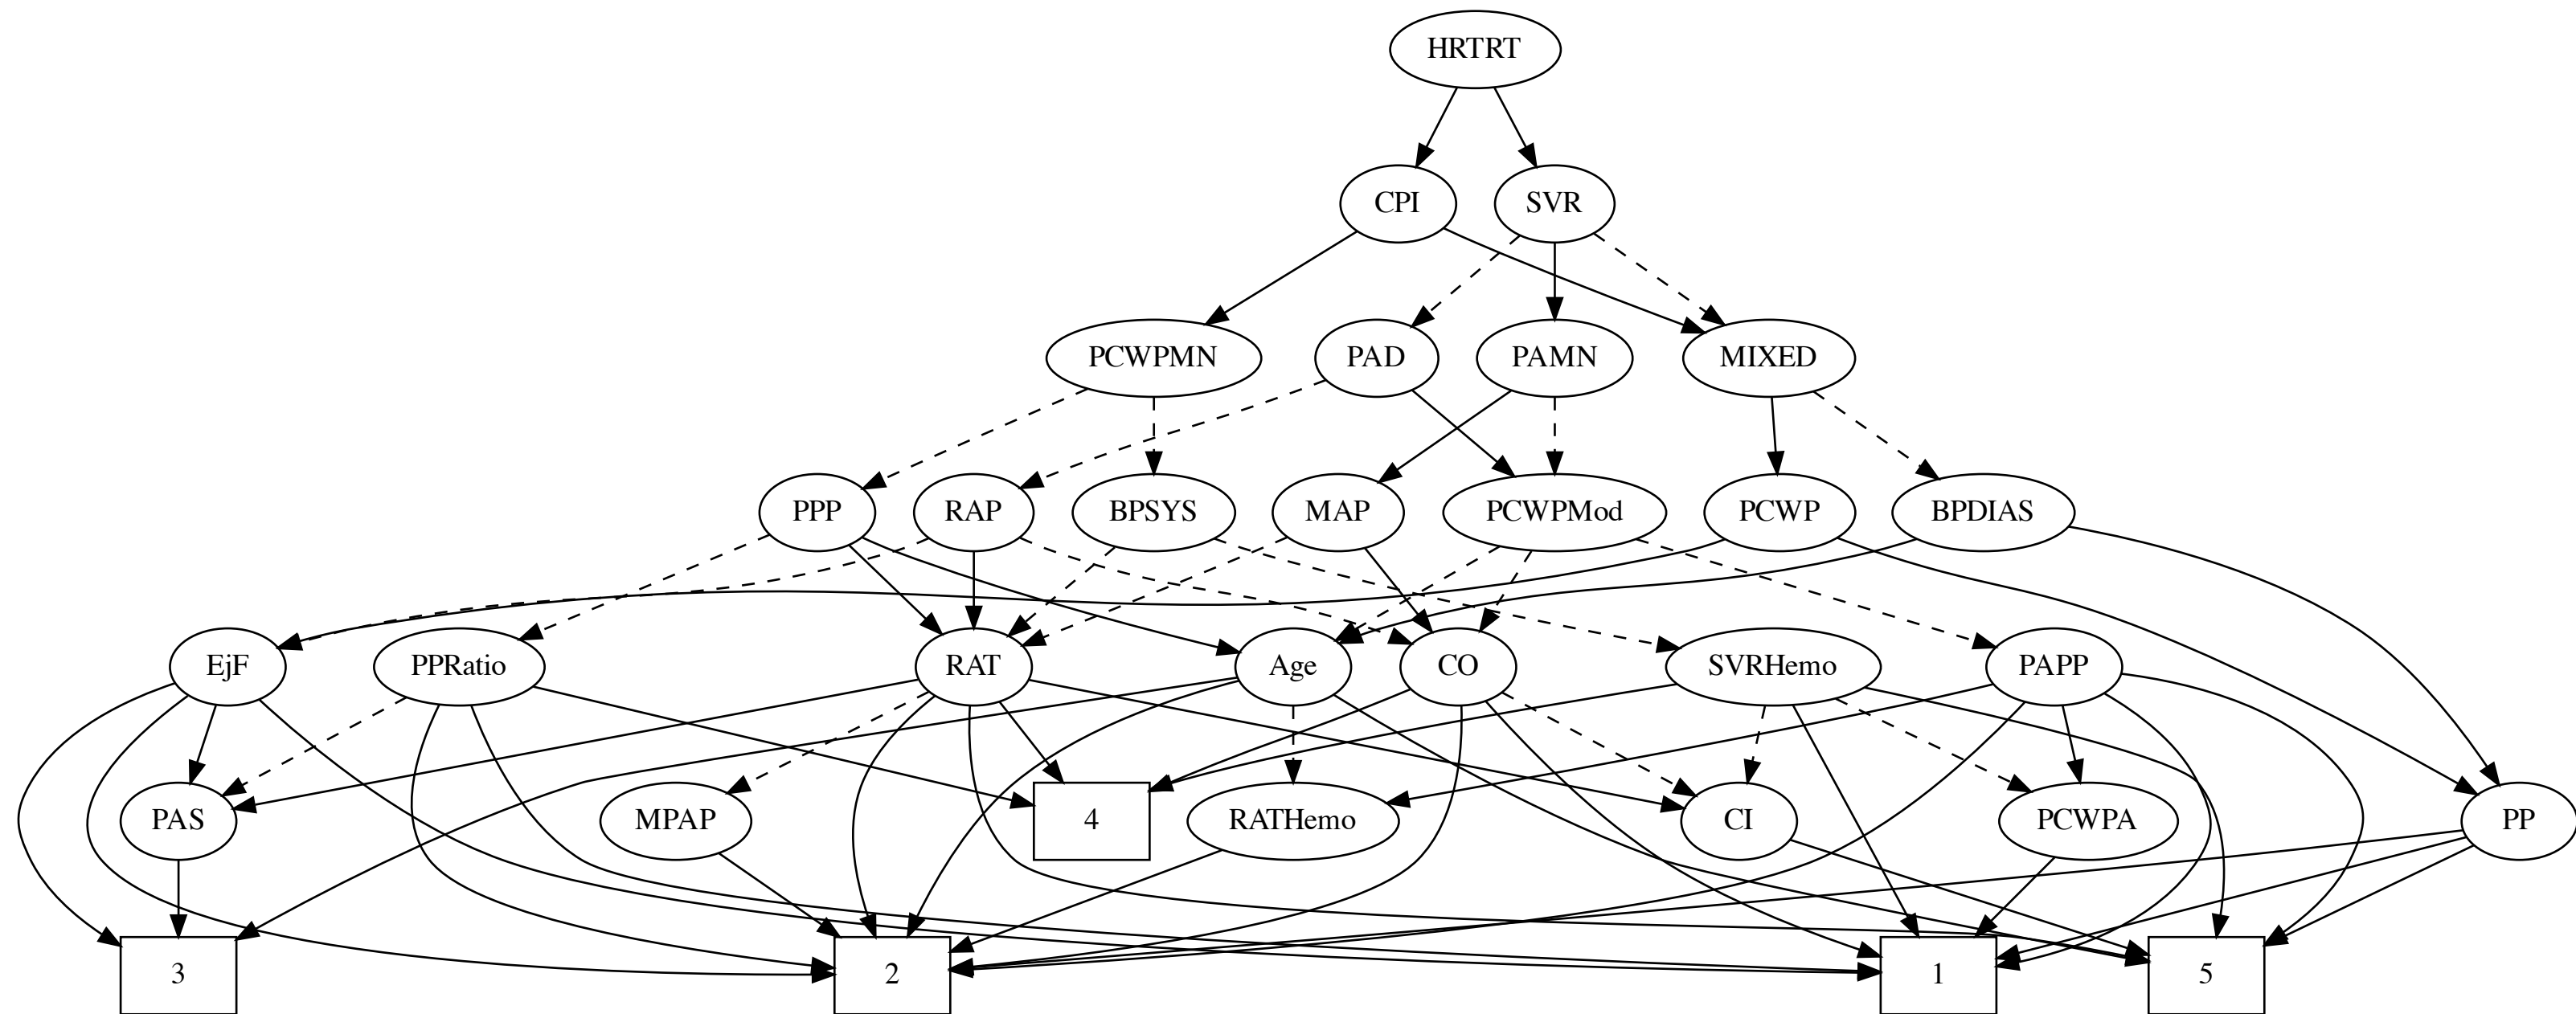 HRTRT
CPI
SVR
PCWPMN
PAD
PAMN
MIXED
PPP
RAP
BPSYS
MAP
PCWPMod
PCWP
BPDIAS
EjF
PPRatio
RAT
Age
CO
SVRHemo
PAPP
PAS
MPAP
4
RATHemo
CI
PCWPA
PP
3
2
1
5